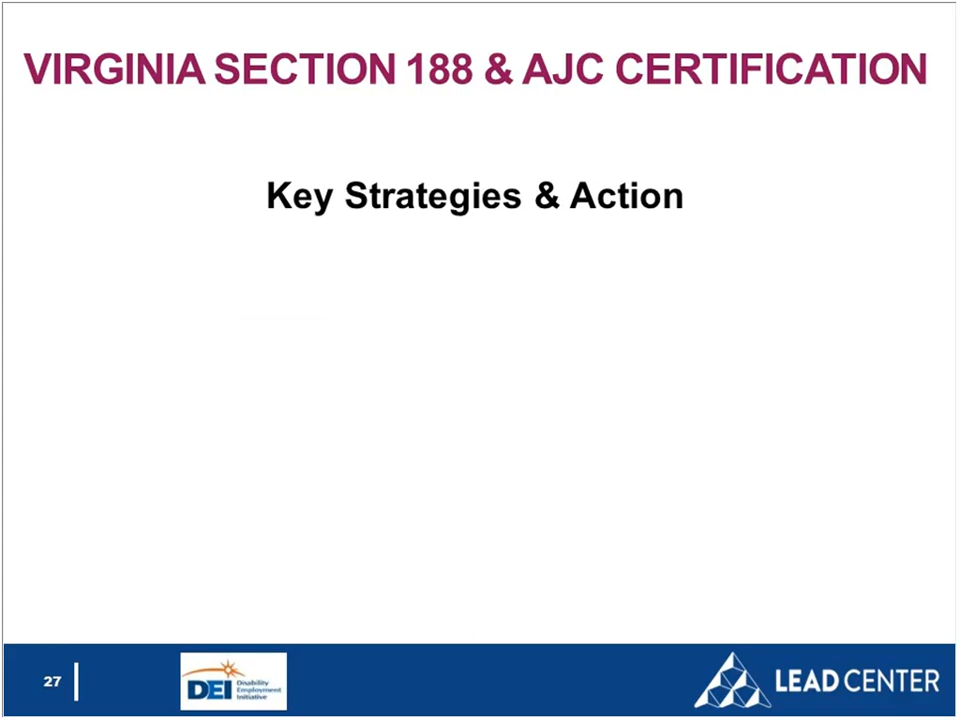 VIRGINIA SECTION 188 & AJC CERTIFICATION
Key Strategies & Action
27
DEI Disability
Employment
Initiative
LEAD CENTER